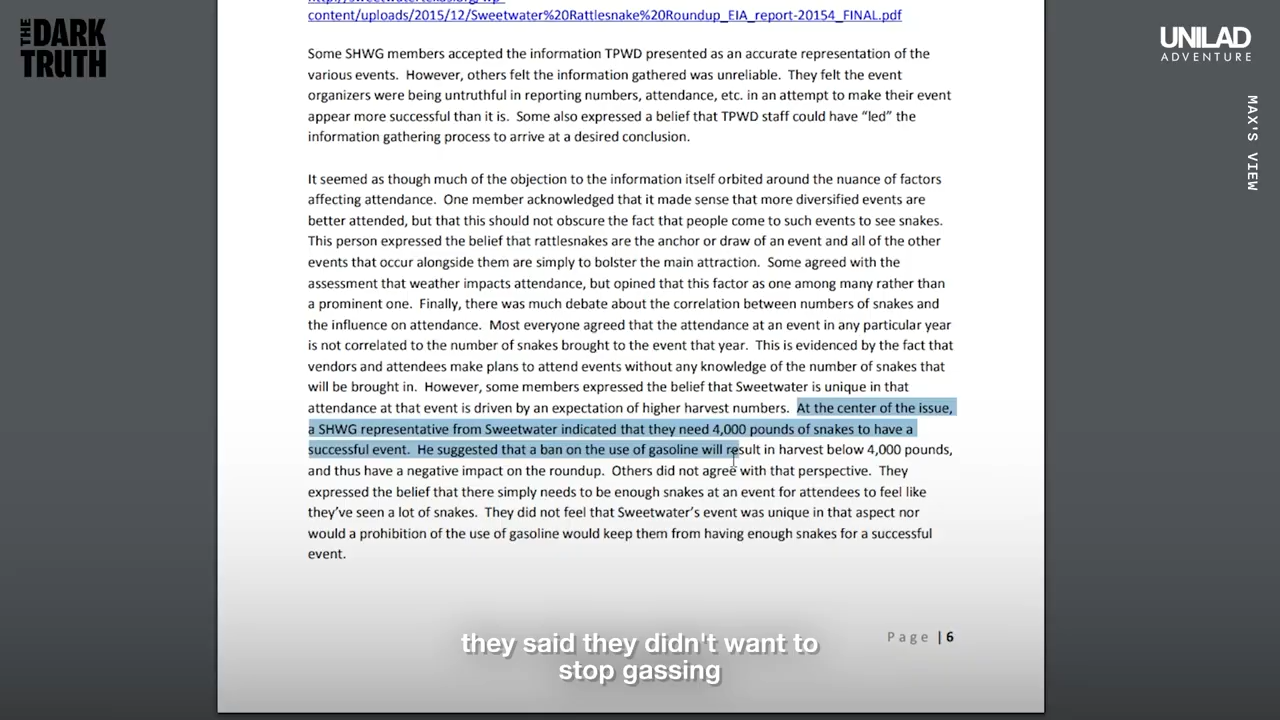 THE DARK
TRUTH
UNILAD
ADVENTURE
MAX'S VIEW
content/uploads/2015/12/Sweetwater%20Rattlesnake%20Roundup_EIA_report-20154_FINAL.pdf
Some SHWG members accepted the information TPWD presented as an accurate representation of the
various events. However, others felt the information gathered was unreliable. They felt the event
organizers were being untruthful in reporting numbers, attendance, etc. in an attempt to make their event
appear more successful than it is. Some also expressed a belief that TPWD staff could have “led” the
information gathering process to arrive at a desired conclusion.
It seemed as though much of the objection to the information itself orbited around the nuance of factors
affecting attendance. One member acknowledged that it made sense that more diversified events are
better attended, but that this should not obscure the fact that people come to such events to see snakes.
This person expressed the belief that rattlesnakes are the anchor or draw of an event and all of the other
events that occur alongside them are simply to bolster the main attraction. Some agreed with the
assessment that weather impacts attendance, but opined that this factor as one among many rather than
a prominent one. Finally, there was much debate about the correlation between numbers of snakes and
the influence on attendance. Most everyone agreed that the attendance at an event in any particular year
is not correlated to the number of snakes brought to the event that year. This is evidenced by the fact that
vendors and attendees make plans to attend events without any knowledge of the number of snakes that
will be brought in. However, some members expressed the belief that Sweetwater is unique in that
attendance at that event is driven by an expectation of higher harvest numbers. At the center of the issue,
a SHWG representative from Sweetwater indicated that they need 4,000 pounds of snakes to have a
successful event. He suggested that a ban on the use of gasoline will result in harvest below 4,000 pounds,
and thus have a negative impact on the roundup. Others did not agree with that perspective. They
expressed the belief that there simply needs to be enough snakes at an event for attendees to feel like
they’ve seen a lot of snakes. They did not feel that Sweetwater’s event was unique in that aspect nor
would a prohibition of the use of gasoline would keep them from having enough snakes for a successful
event.
Page | 6
they said they didn't want to
stop gassing